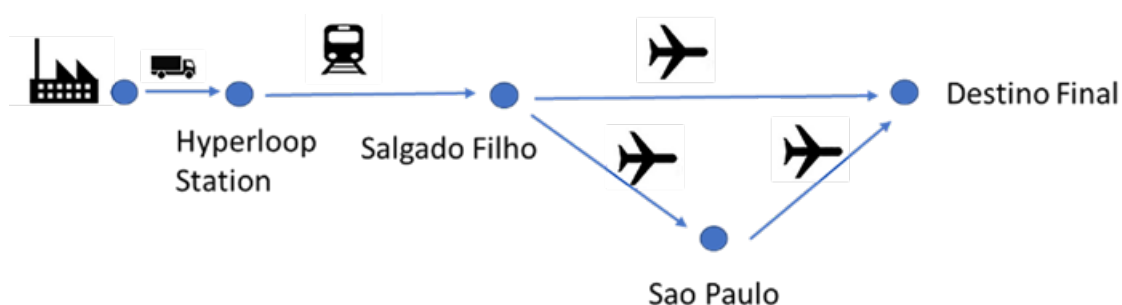 Destino Final
Hyperloop
Station
Salgado Filho
Sao Paulo